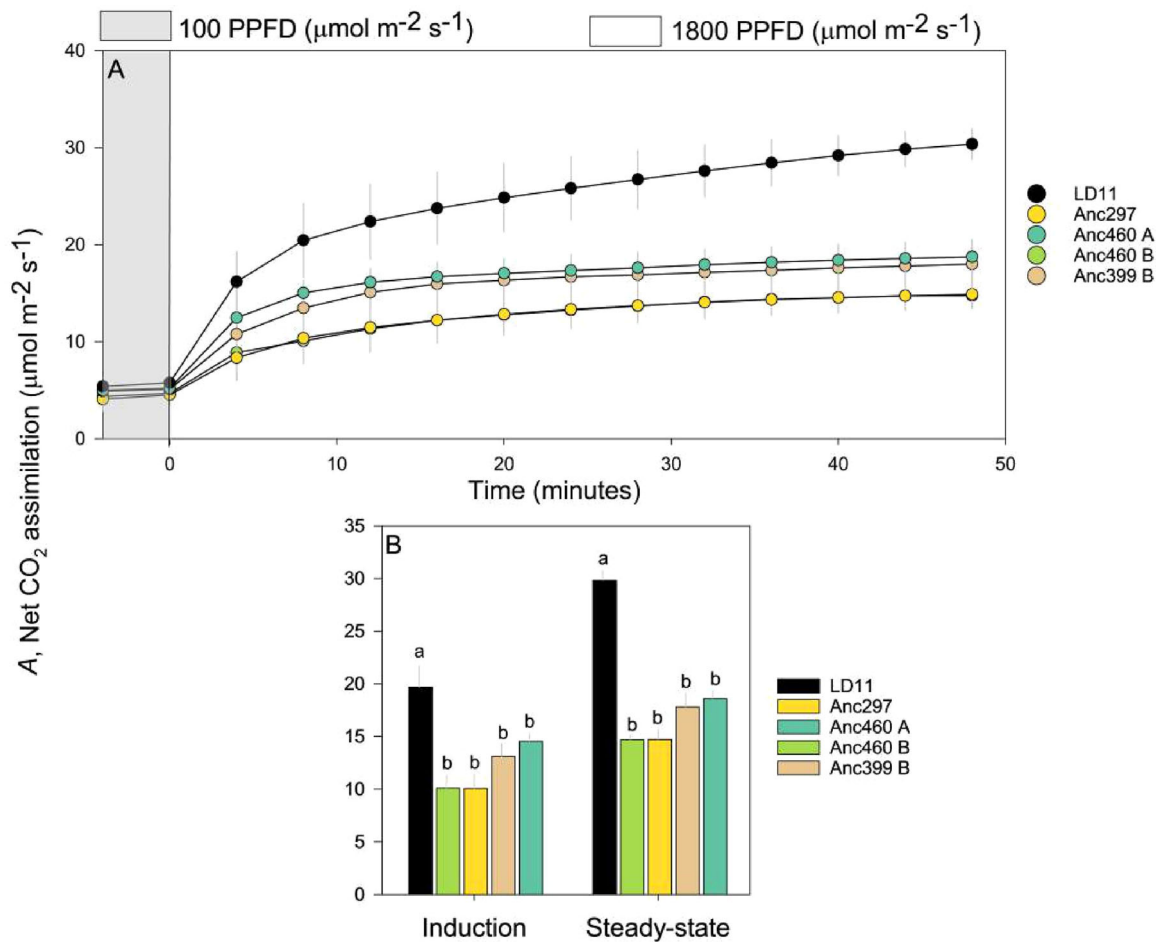 100 PPFD (μmol m-2 s-1)
1800 PPFD (μmol m-2 s-1)
A
40
30
20
10
0
0
10
20
30
40
50
Time (minutes)
A, Net CO2 assimilation (μmol m-2 s-1)
LD11
Anc297
Anc460 A
Anc460 B
Anc399 B
B
35
30
25
20
15
10
5
0
a
b
b
b
b
a
b
b
b
b
Induction
Steady-state
LD11
Anc297
Anc460 A
Anc460 B
Anc399 B